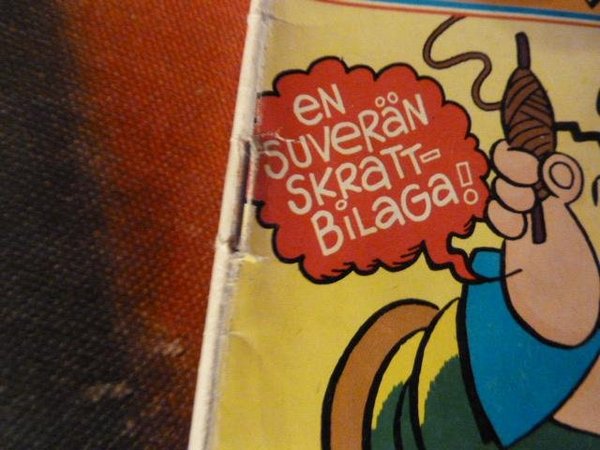 EN
SUVERÄN
SKRATT-
BILAGA!